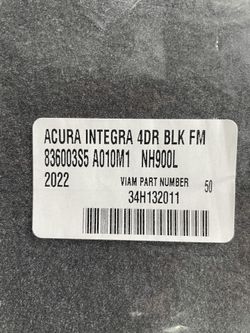 ACURA INTEGRA 4DR BLK FM
836003S5 A010M1 NH900L
2022 VIAM PART NUMBER 50
34H132011